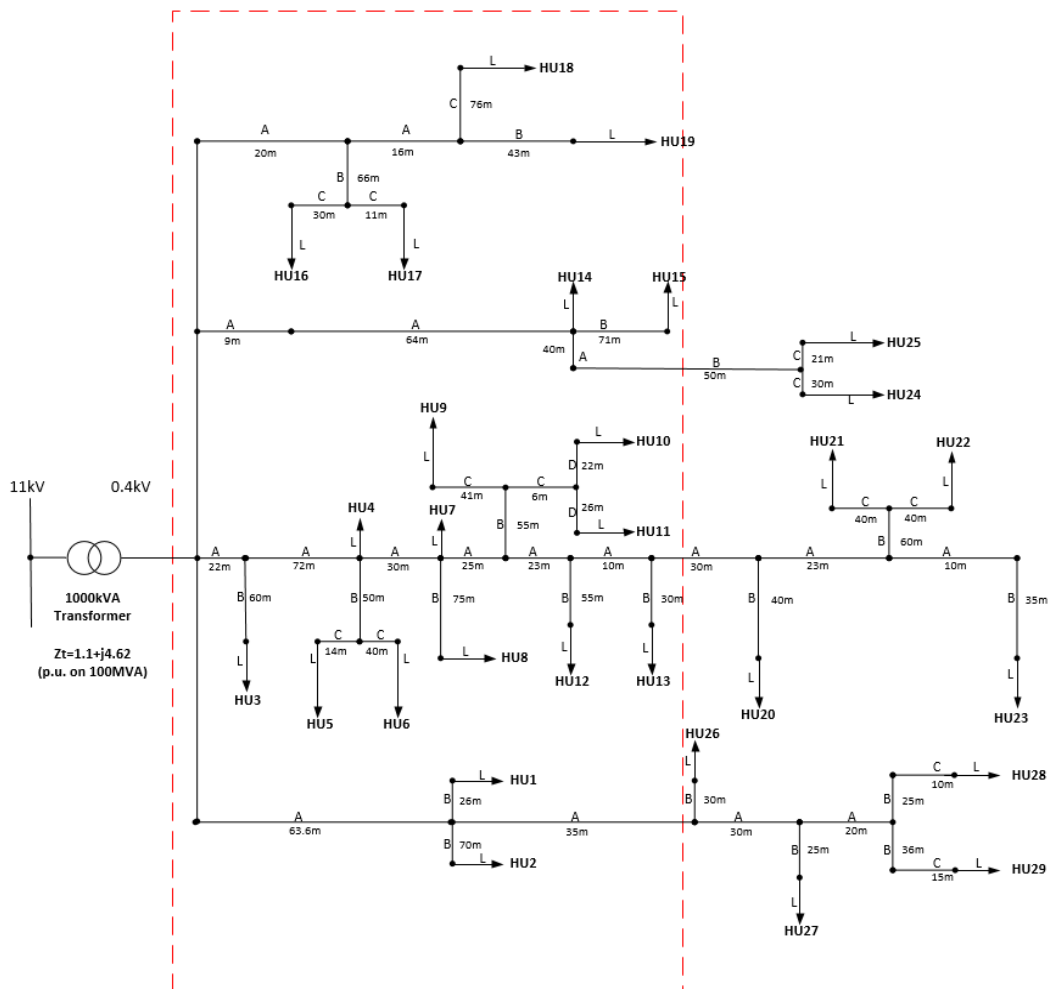 L
HU18
C
76m
A
A
B
L
HU19
20m
16m
43m
B
66m
C
C
30m
11m
L
L
HU16
HU17
HU14
HU15
L
L
A
A
B
9m
64m
40m
71m
A
B
50m
L
HU25
C
21m
C
30m
L
HU24
HU9
L
HU10
L
D
22m
C
C
41m
6m
26m
D
L
HU11
B
55m
HU21
HU22
L
L
C
C
40m
40m
B
60m
11kV
0.4kV
HU4
HU7
L
L
A
A
A
A
A
A
A
A
A
22m
72m
30m
25m
23m
10m
30m
23m
10m
1000kVA
Transformer
Zt=1.1+j4.62
(p.u. on 100MVA)
B
60m
B
50m
B
75m
B
55m
B
30m
B
40m
B
35m
C
C
14m
40m
L
L
L
L
HU8
L
L
L
L
HU3
HU5
HU6
HU12
HU13
HU20
HU23
HU26
L
B
30m
L
HU1
B
26m
C
L
HU28
10m
B
25m
A
A
A
A
63.6m
35m
30m
20m
B
70m
L
HU2
B
25m
B
36m
C
L
HU29
15m
L
HU27